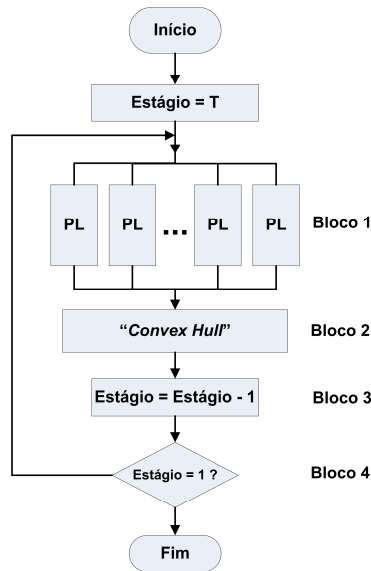 Início
Estágio = T
PL PL ... PL PL Bloco 1
“Convex Hull” Bloco 2
Estágio = Estágio - 1 Bloco 3
Estágio = 1 ? Bloco 4
Fim